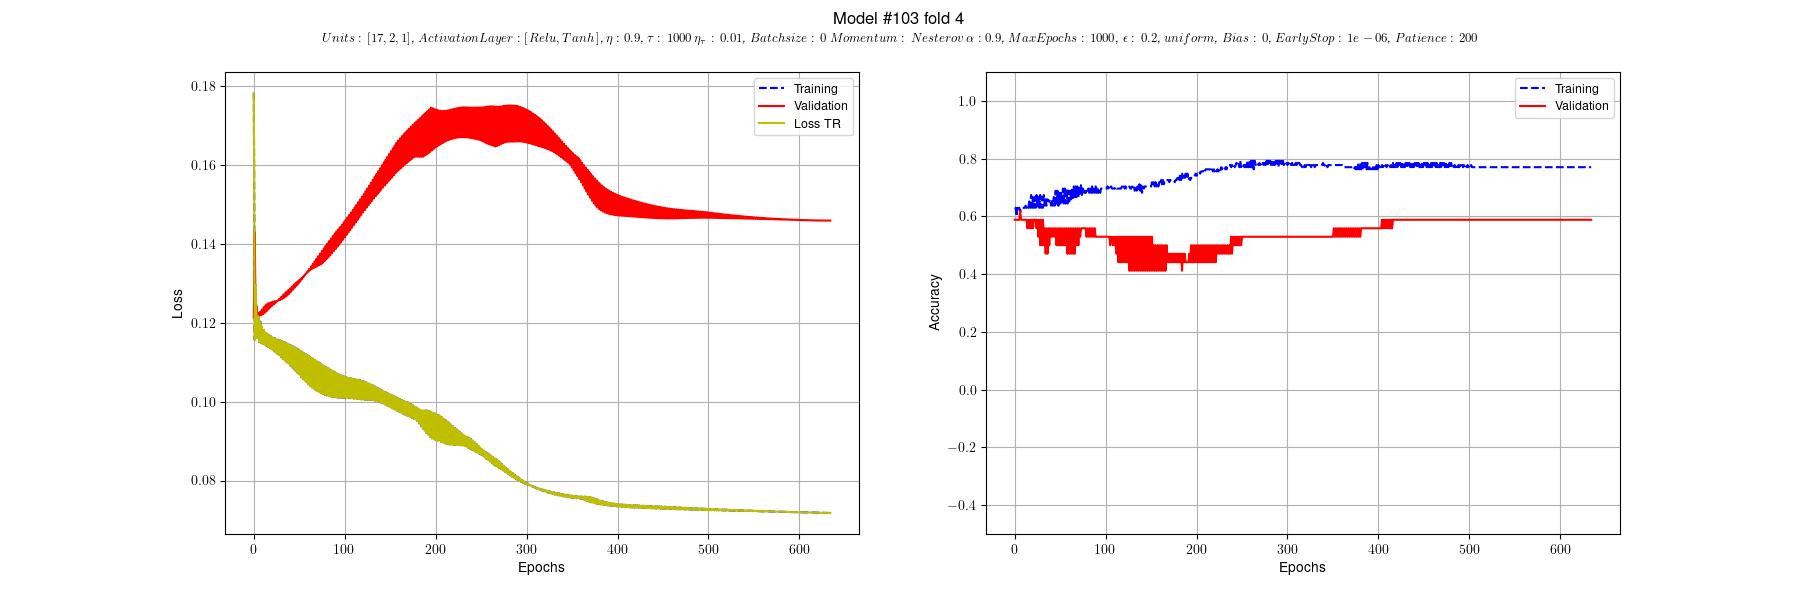 Model #103 fold 4
Units : [17, 2, 1], ActivationLayer : [Relu, Tanh], η : 0.9, τ : 1000 ητ : 0.01, Batchsize : 0 Momentum : Nesterov α : 0.9, MaxEpochs : 1000, ϵ : 0.2, uniform, Bias : 0, EarlyStop : 1e − 06, Patience : 200
0.18
0.16
0.14
0.12
0.10
0.08
Loss
0 100 200 300 400 500 600
Epochs
Training
Validation
Loss TR
1.0
0.8
0.6
0.4
0.2
0.0
−0.2
−0.4
Accuracy
0 100 200 300 400 500 600
Epochs
Training
Validation